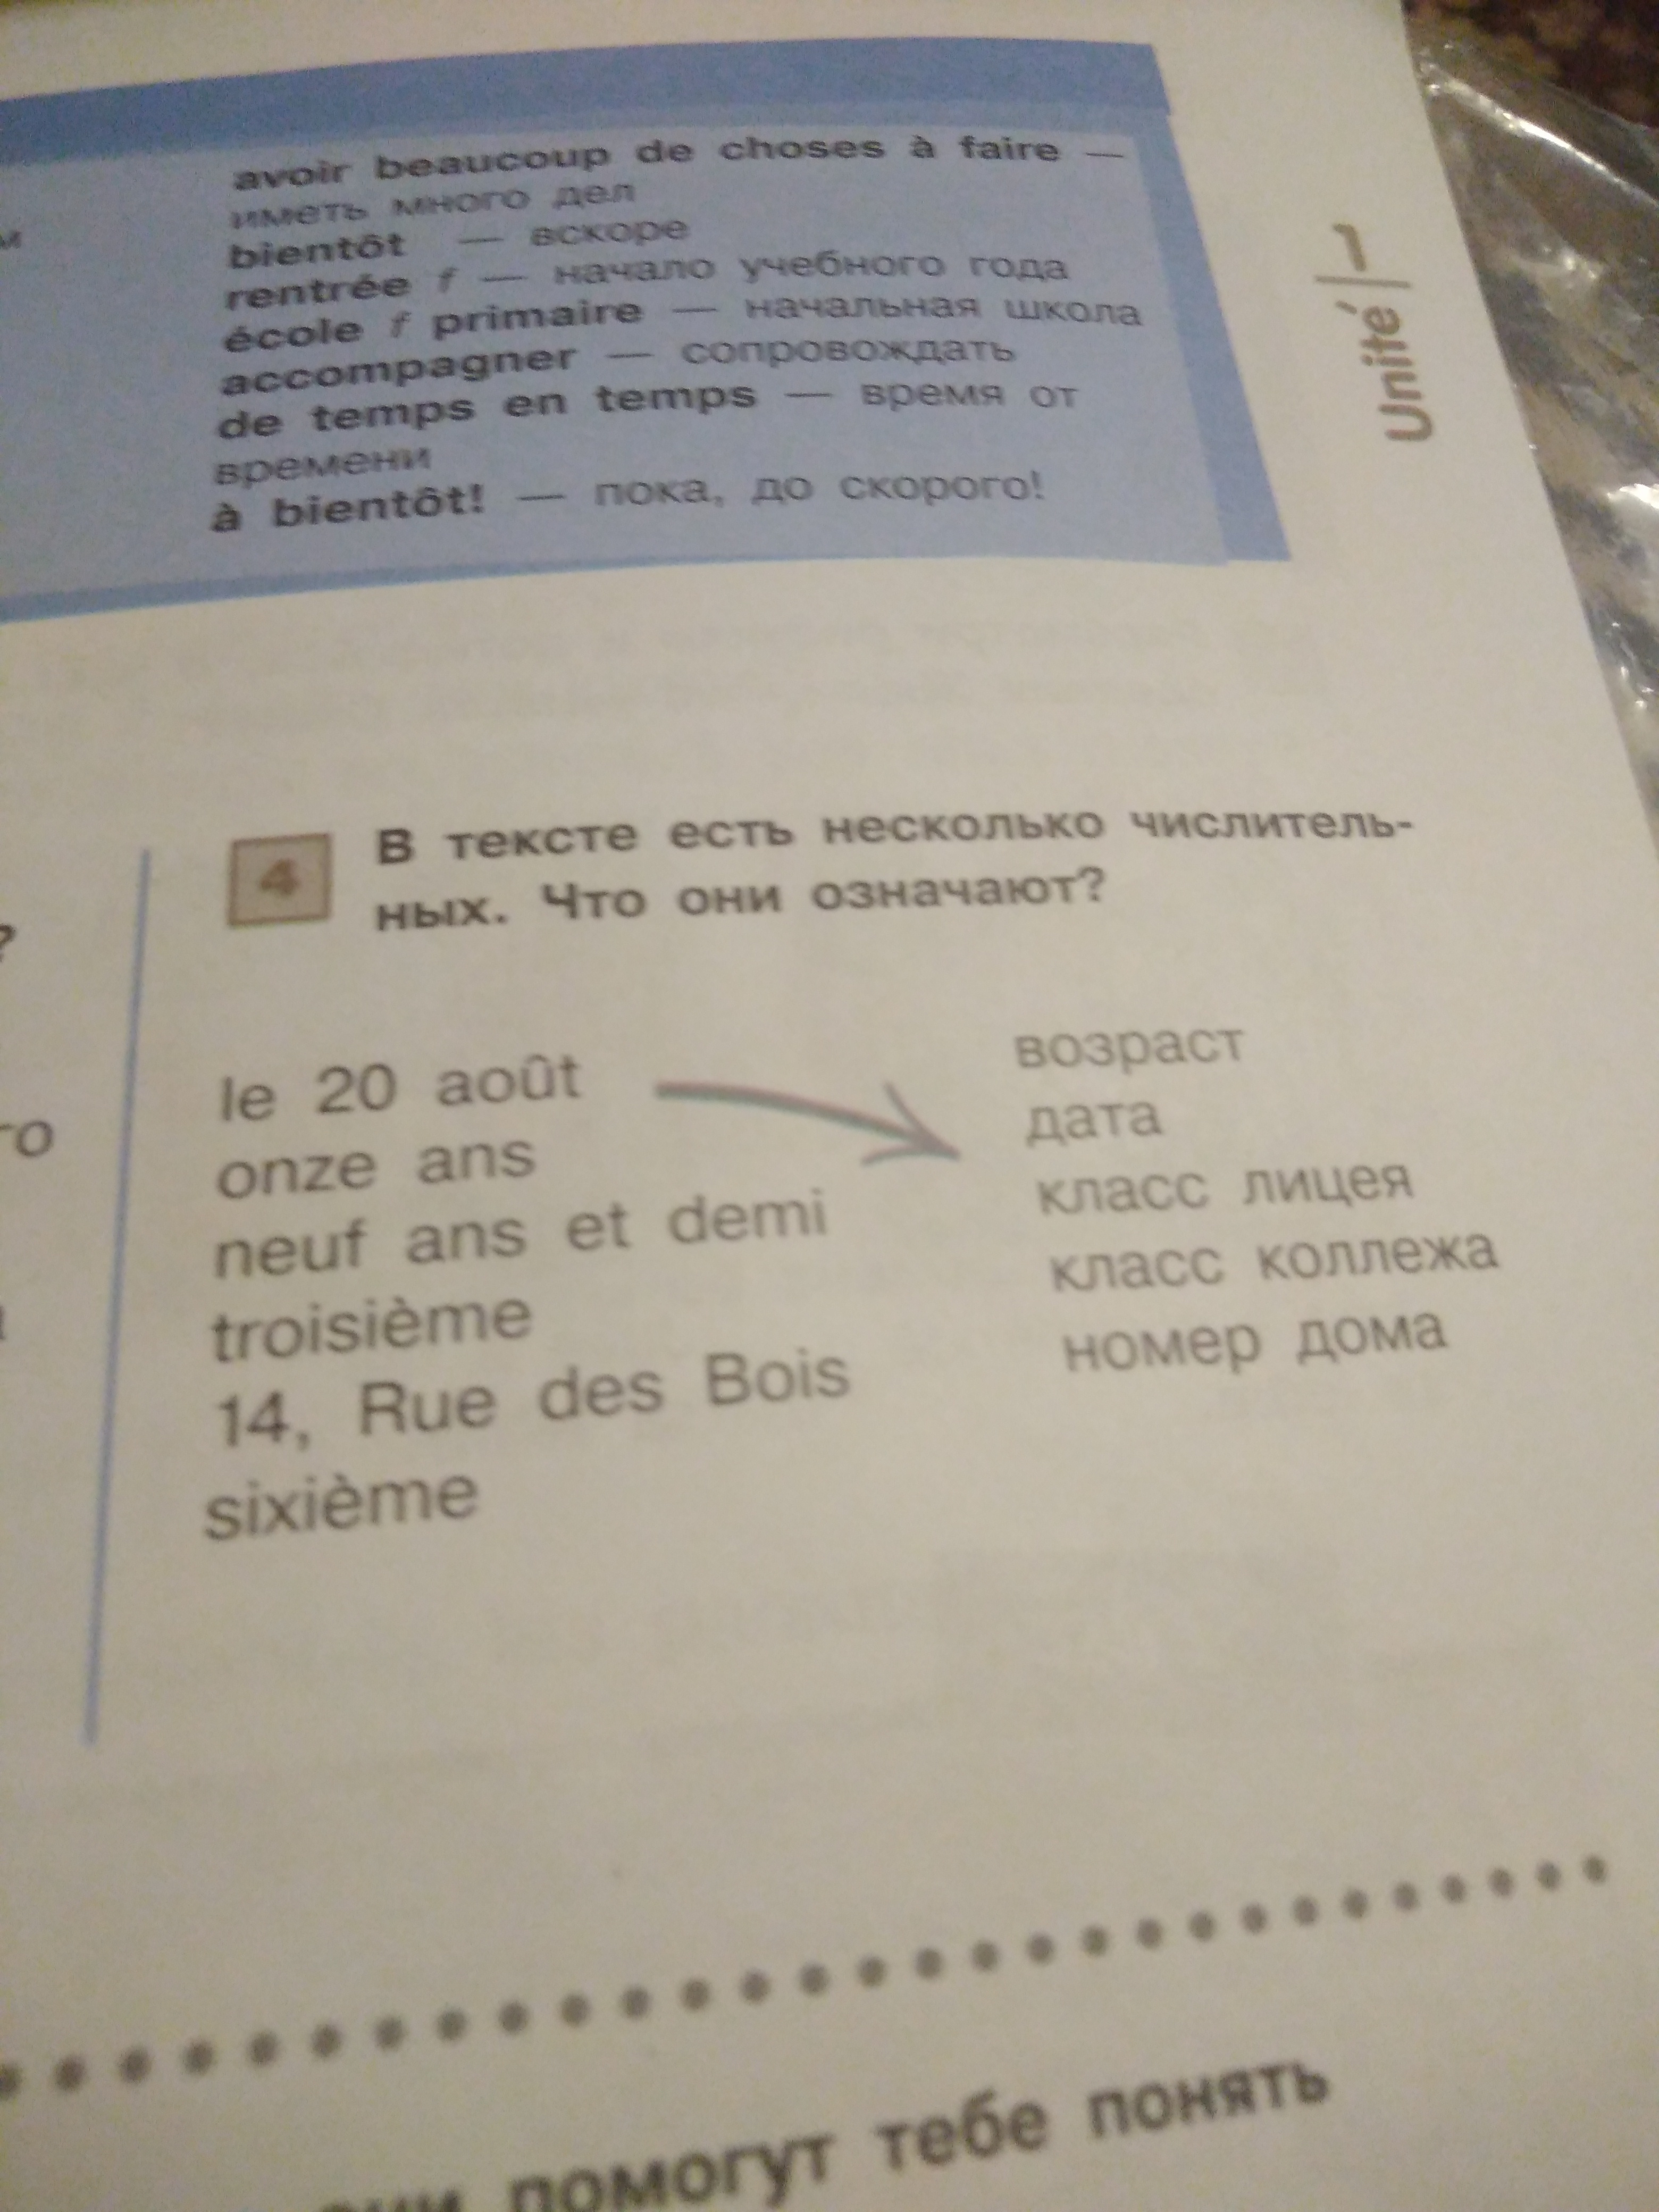 avoir beaucoup de choses à faire —
иметь много дел
bientôt — вскоре
rentrée f — начало учебного года
école f primaire — начальная школа
accompagner — сопровождать
de temps en temps — время от
времени
à bientôt! — пока, до скорого!
Unité 1
4 В тексте есть несколько числитель-
ных. Что они означают?
le 20 août
onze ans
neuf ans et demi
troisième
14, Rue des Bois
sixième
возраст
дата
класс лицея
класс коллежа
номер дома
помогут тебе понять